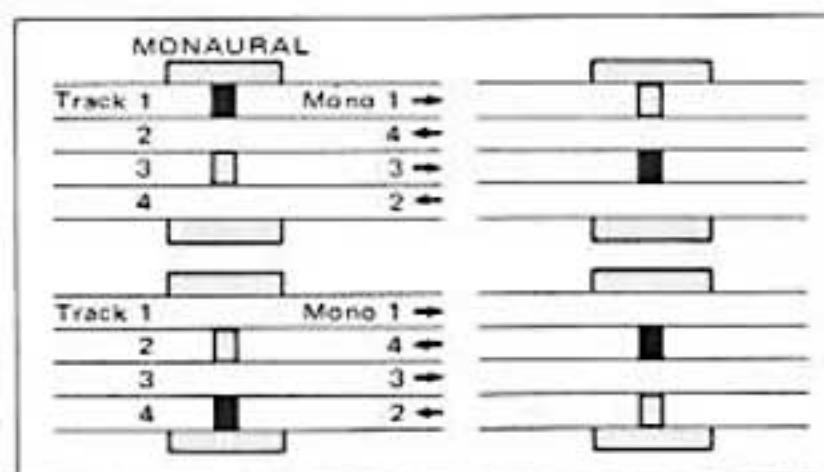 MONAURAL
Track 1 Mono 1 →
2 4 ←
3 3 →
4 2 ←
Track 1 Mono 1 →
2 4 ←
3 3 →
4 2 ←